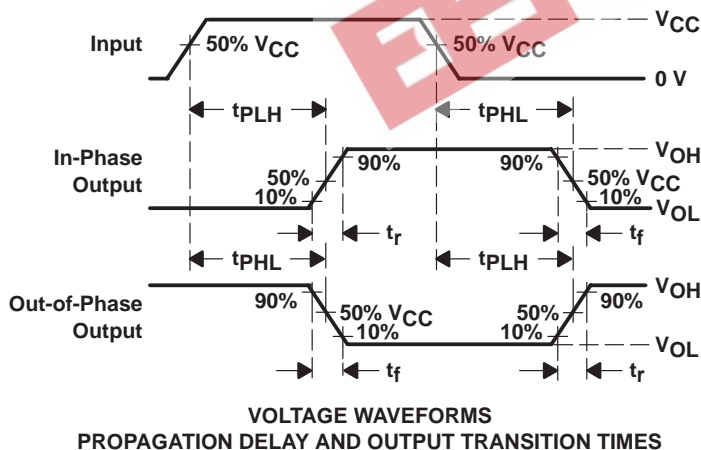 VCC
Input
50% VCC
50% VCC
0 V
tPLH
tPHL
In-Phase
Output
VOH
90%
90%
50%
50% VCC
10%
10%
VOL
tr
tf
tPHL
tPLH
Out-of-Phase
Output
VOH
90%
90%
50% VCC
50%
10%
10%
VOL
tf
tr
VOLTAGE WAVEFORMS
PROPAGATION DELAY AND OUTPUT TRANSITION TIMES